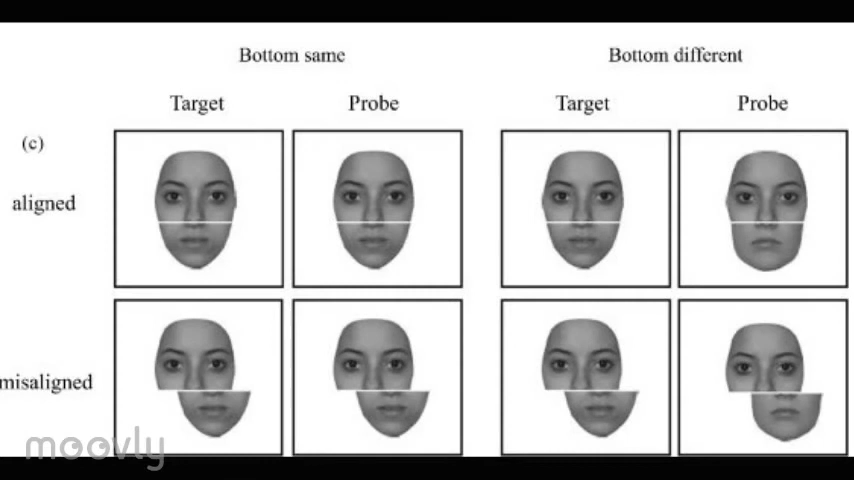 Bottom same Bottom different
Target Probe Target Probe
(c)
aligned
misaligned
moovly